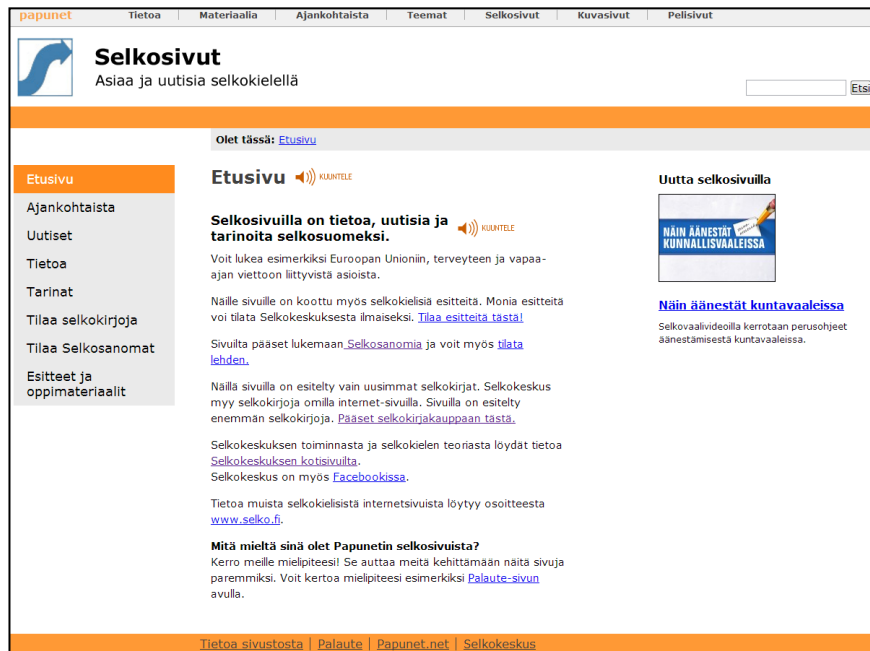 papunet Tietoa Materiaalia Ajankohtaista Teemat Selkosivut Kuvasivut Pelisivut
Selkosivut
Asiaa ja uutisia selkokielellä
Etsi
Olet tässä: Etusivu
Etusivu
Ajankohtaista
Uutiset
Tietoa
Tarinat
Tilaa selkokirjoja
Tilaa Selkosanomat
Esitteet ja
oppimateriaalit
Etusivu KUUNTELE
Selkosivuilla on tietoa, uutisia ja
tarinoita selkosuomeksi.
KUUNTELE
Voit lukea esimerkiksi Euroopan Unioniin, terveyteen ja vapaa-
ajan viettoon liittyvistä asioista.
Näille sivuille on koottu myös selkokielisiä esitteitä. Monia esitteitä
voi tilata Selkokeskuksesta ilmaiseksi. Tilaa esitteitä tästä!
Sivuilta pääset lukemaan Selkosanomia ja voit myös tilata
lehden.
Näillä sivuilla on esitelty vain uusimmat selkokirjat. Selkokeskus
myy selkokirjoja omilla internet-sivuilla. Sivuilla on esitelty
enemmän selkokirjoja. Pääset selkokirjakauppaan tästä.
Selkokeskuksen toiminnasta ja selkokielen teoriasta löydät tietoa
Selkokeskuksen kotisivuilta.
Selkokeskus on myös Facebookissa.
Tietoa muista selkokielisistä internetsivuista löytyy osoitteesta
www.selko.fi.
Mitä mieltä sinä olet Papunetin selkosivuista?
Kerro meille mielipiteesi! Se auttaa meitä kehittämään näitä sivuja
paremmiksi. Voit kertoa mielipiteesi esimerkiksi Palaute-sivun
avulla.
Uutta selkosivuilla
NÄIN ÄÄNESTÄT
KUNNALLISVAALEISSA
Näin äänestät kuntavaaleissa
Selkovaalivideoilla kerrotaan perusohjeet
äänestämisestä kuntavaaleissa.
Tietoa sivustosta | Palaute | Papunet.net | Selkokeskus